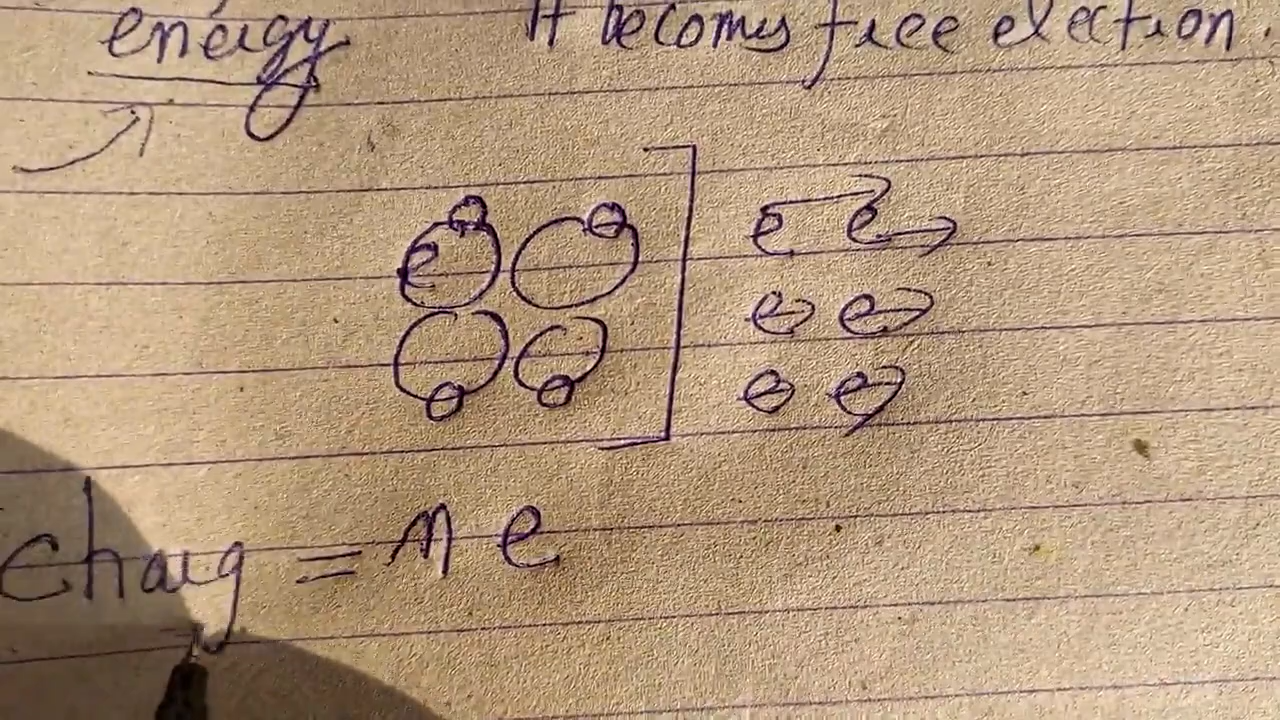 energy It becomes free electron.
e e e
e e
e e
charg = n e